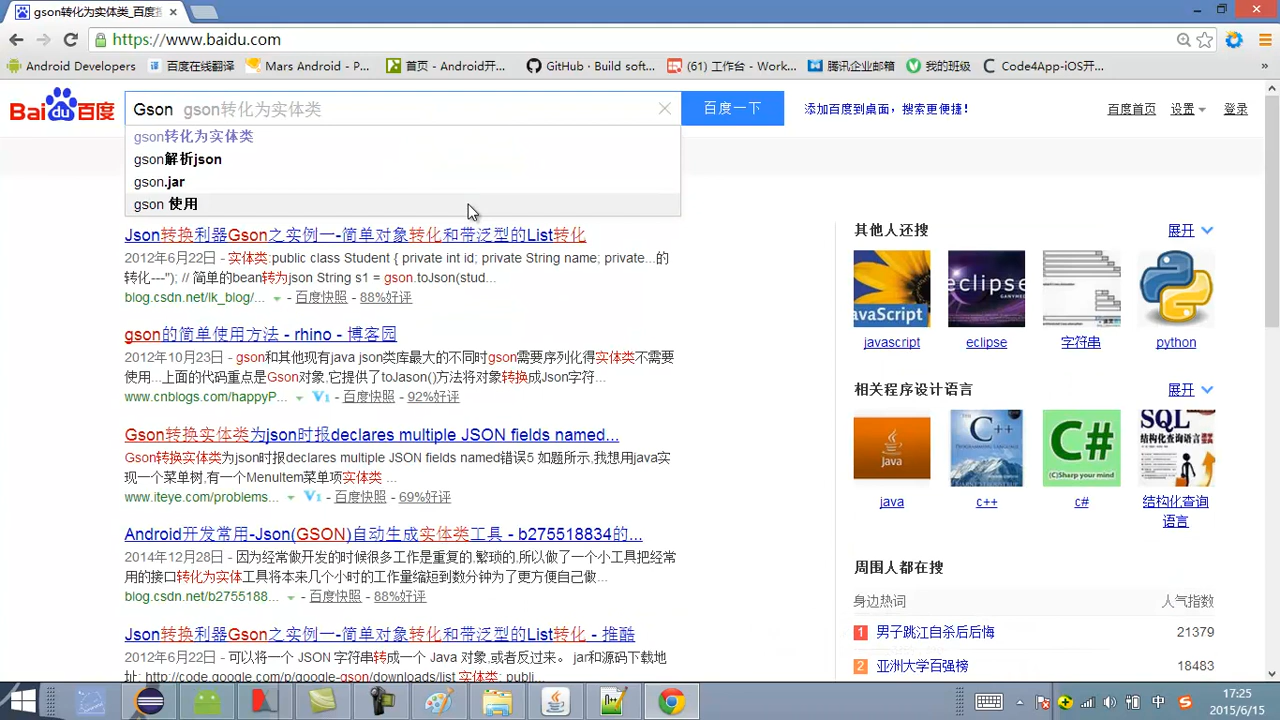 gson转化为实体类_百度搜
https://www.baidu.com
Android Developers
百度在线翻译
Mars Android - P...
首页 - Android开...
GitHub · Build soft...
(61) 工作台 - Work...
腾讯企业邮箱
我的班级
Code4App-iOS开...
»
Bai du 百度
Gson gson转化为实体类
百度一下
添加百度到桌面，搜索更便捷！
百度首页
设置
登录
gson转化为实体类
gson解析json
gson.jar
gson 使用
Json转换利器Gson之实例一-简单对象转化和带泛型的List转化
2012年6月22日 - 实体类:public class Student { private int id; private String name; private...的
转化---"); // 简单的bean转为json String s1 = gson.toJson(stud...
blog.csdn.net/lk_blog/... - 百度快照 - 88%好评
gson的简单使用方法 - rhino - 博客园
2012年10月23日 - gson和其他现有java json类库最大的不同时gson需要序列化得实体类不需要
使用...上面的代码重点是Gson对象,它提供了toJason()方法将对象转换成Json字符...
www.cnblogs.com/happyP... V1 - 百度快照 - 92%好评
Gson转换实体类为json时报declares multiple JSON fields named...
Gson转换实体类为json时报declares multiple JSON fields named错误5 如题所示,我想用java实
现一个菜单树,有一个MenuItem菜单项实体类 ...
www.iteye.com/problems... V1 - 百度快照 - 69%好评
Android开发常用-Json(GSON)自动生成实体类工具 - b275518834的...
2014年12月28日 - 因为经常做开发的时候很多工作是重复的,繁琐的,所以做了一个小工具把经常
用的接口转化为实体工具将本来几个小时的工作量缩短到数分钟为了更方便自己做...
blog.csdn.net/b2755188... - 百度快照 - 88%好评
Json转换利器Gson之实例一-简单对象转化和带泛型的List转化 - 推酷
2012年6月22日 - 可以将一个 JSON 字符串转成一个 Java 对象,或者反过来。 jar和源码下载地
址: http://code.google.com/p/google-gson/downloads/list 实体类: publi...
其他人还搜
展开
avaScript
eclipse
GANYMEDE
javascript
eclipse
字符串
python
相关程序设计语言
展开
Java
C++
C#
(C)Sharp your mind
SQL
结构化查询语言
java
c++
c#
结构化查询
语言
周围人都在搜
身边热词
人气指数
1 男子跳江自杀后后悔 21379
2 亚洲大学百强榜 18483
中
17:25
2015/6/15